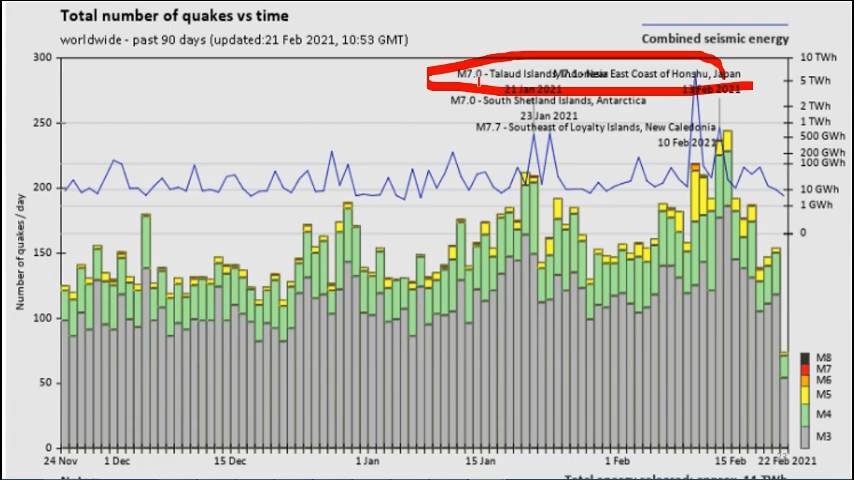 Total number of quakes vs time
worldwide - past 90 days (updated:21 Feb 2021, 10:53 GMT)
Combined seismic energy
Number of quakes / day
300
250
200
150
100
50
0
10 TWh
5 TWh
2 TWh
1 TWh
500 GWh
200 GWh
100 GWh
10 GWh
1 GWh
0
M7.0 - Talaud Islands, Indonesia
21 Jan 2021
East Coast of Honshu, Japan
13 Feb 2021
M7.0 - South Shetland Islands, Antarctica
23 Jan 2021
M7.7 - Southeast of Loyalty Islands, New Caledonia
10 Feb 2021
M8
M7
M6
M5
M4
M3
24 Nov
1 Dec
15 Dec
1 Jan
15 Jan
1 Feb
15 Feb
22 Feb 2021